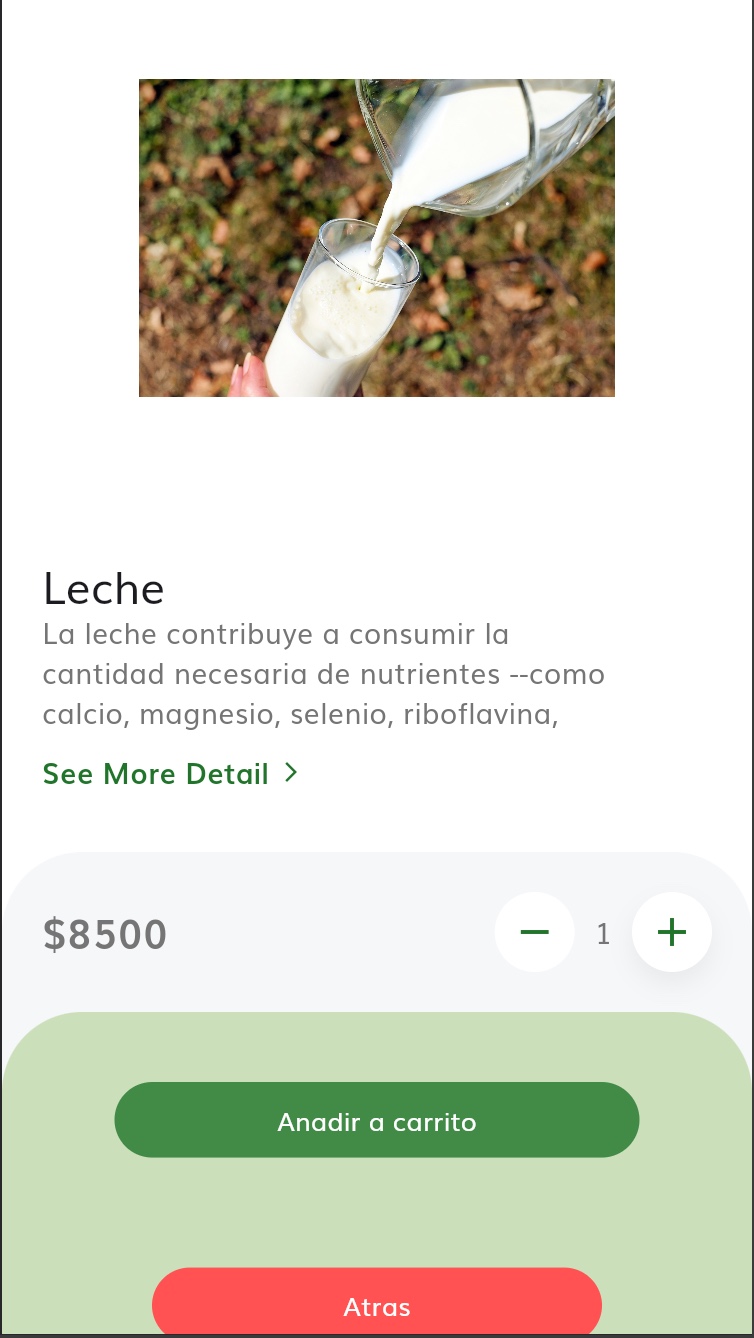 Leche
La leche contribuye a consumir la
cantidad necesaria de nutrientes --como
calcio, magnesio, selenio, riboflavina,
See More Detail
$8500
1
Anadir a carrito
Atras